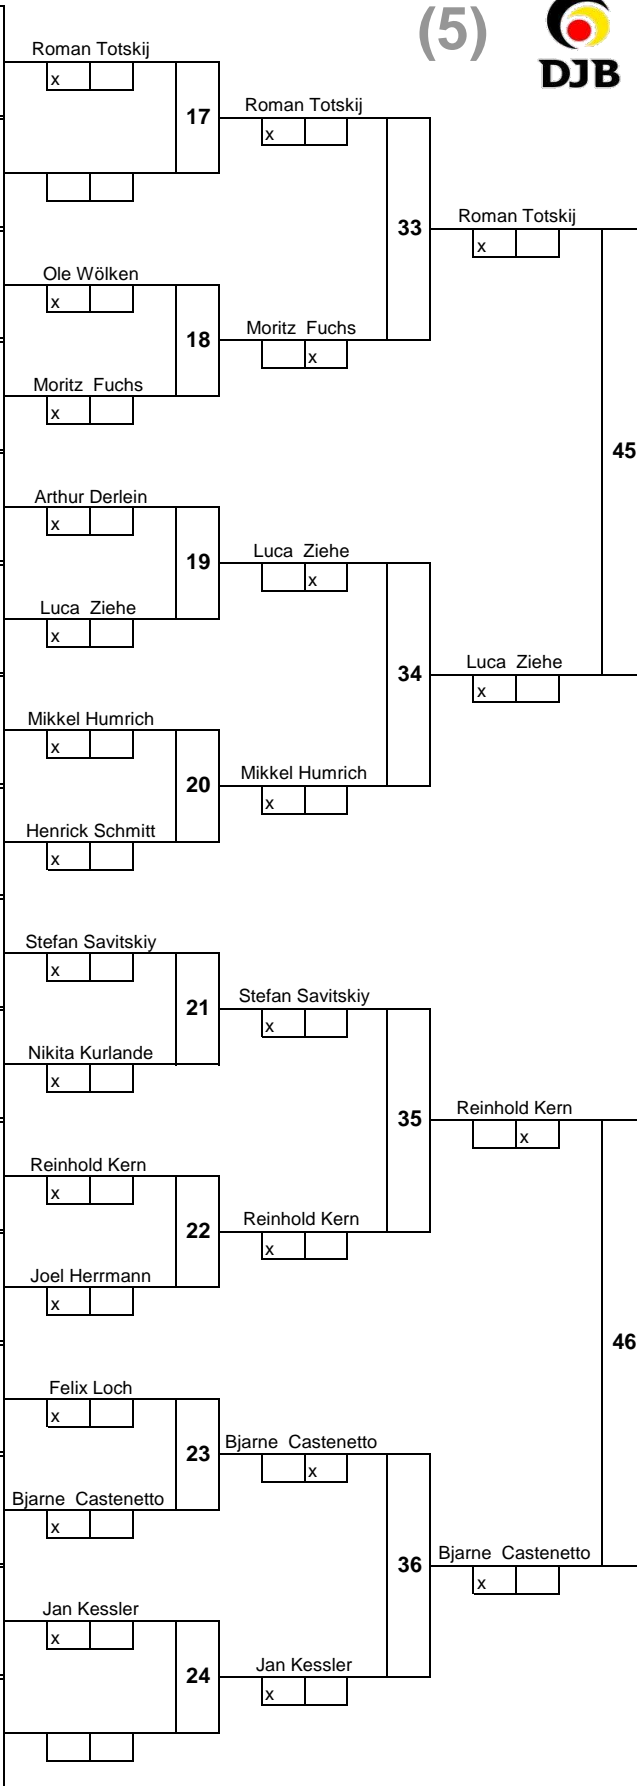 (5)
DJB
Roman Totskij
x
17
Roman Totskij
x
33
Roman Totskij
x
Ole Wölken
x
18
Moritz Fuchs
x
Moritz Fuchs
x
45
Arthur Derlein
x
19
Luca Ziehe
x
Luca Ziehe
x
34
Luca Ziehe
x
Mikkel Humrich
x
20
Mikkel Humrich
x
Henrick Schmitt
x
Stefan Savitskiy
x
21
Stefan Savitskiy
x
Nikita Kurlande
x
35
Reinhold Kern
x
Reinhold Kern
x
22
Reinhold Kern
x
Joel Herrmann
x
46
Felix Loch
x
23
Bjarne Castenetto
x
Bjarne Castenetto
x
36
Bjarne Castenetto
x
Jan Kessler
x
24
Jan Kessler
x